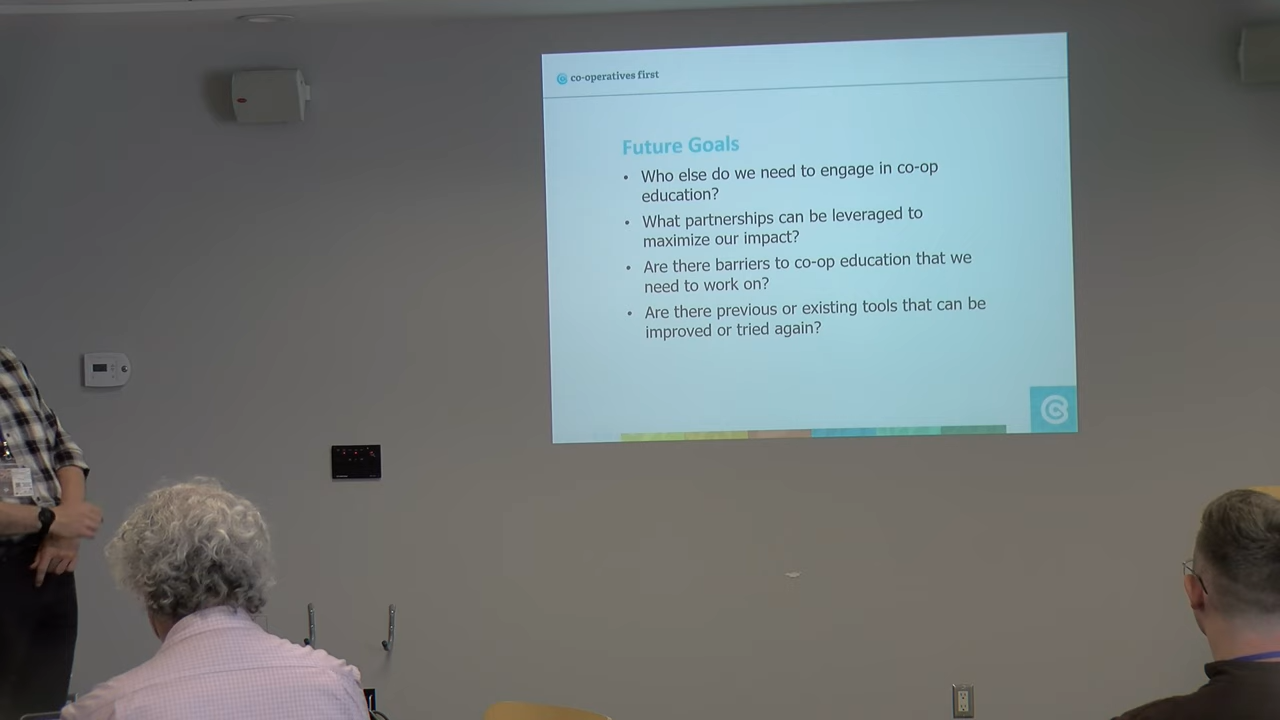 co-operatives first
Future Goals
• Who else do we need to engage in co-op
education?
• What partnerships can be leveraged to
maximize our impact?
• Are there barriers to co-op education that we
need to work on?
• Are there previous or existing tools that can be
improved or tried again?